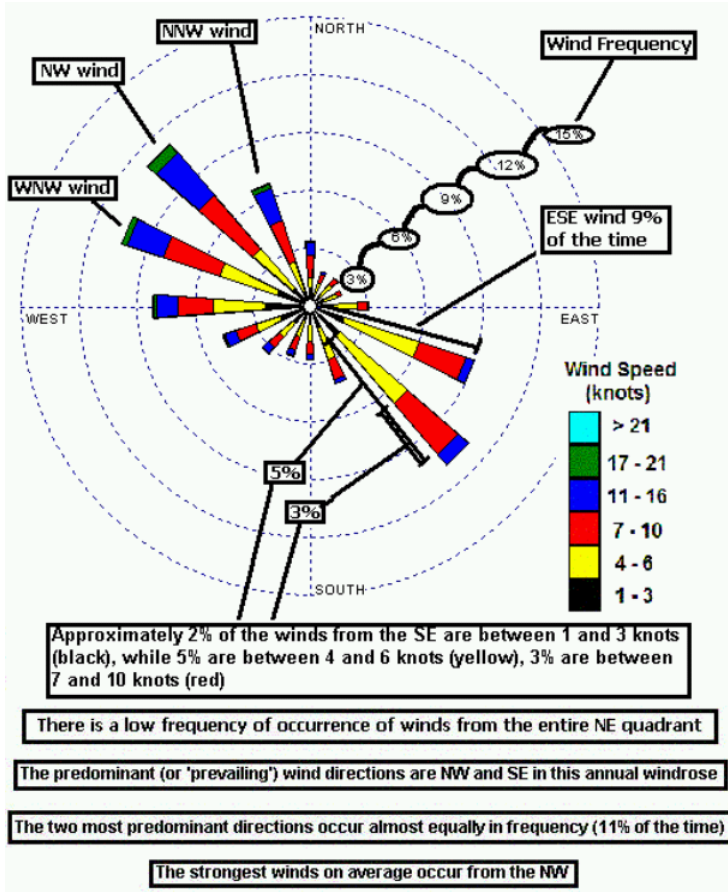 NNW wind
NORTH
Wind Frequency
NW wind
15%
12%
WNW wind
9%
ESE wind 9%
of the time
6%
3%
WEST
EAST
Wind Speed
(knots)
> 21
17 - 21
5%
11 - 16
3%
7 - 10
4 - 6
SOUTH
1 - 3
Approximately 2% of the winds from the SE are between 1 and 3 knots
(black), while 5% are between 4 and 6 knots (yellow), 3% are between
7 and 10 knots (red)
There is a low frequency of occurrence of winds from the entire NE quadrant
The predominant (or 'prevailing') wind directions are NW and SE in this annual windrose
The two most predominant directions occur almost equally in frequency (11% of the time)
The strongest winds on average occur from the NW